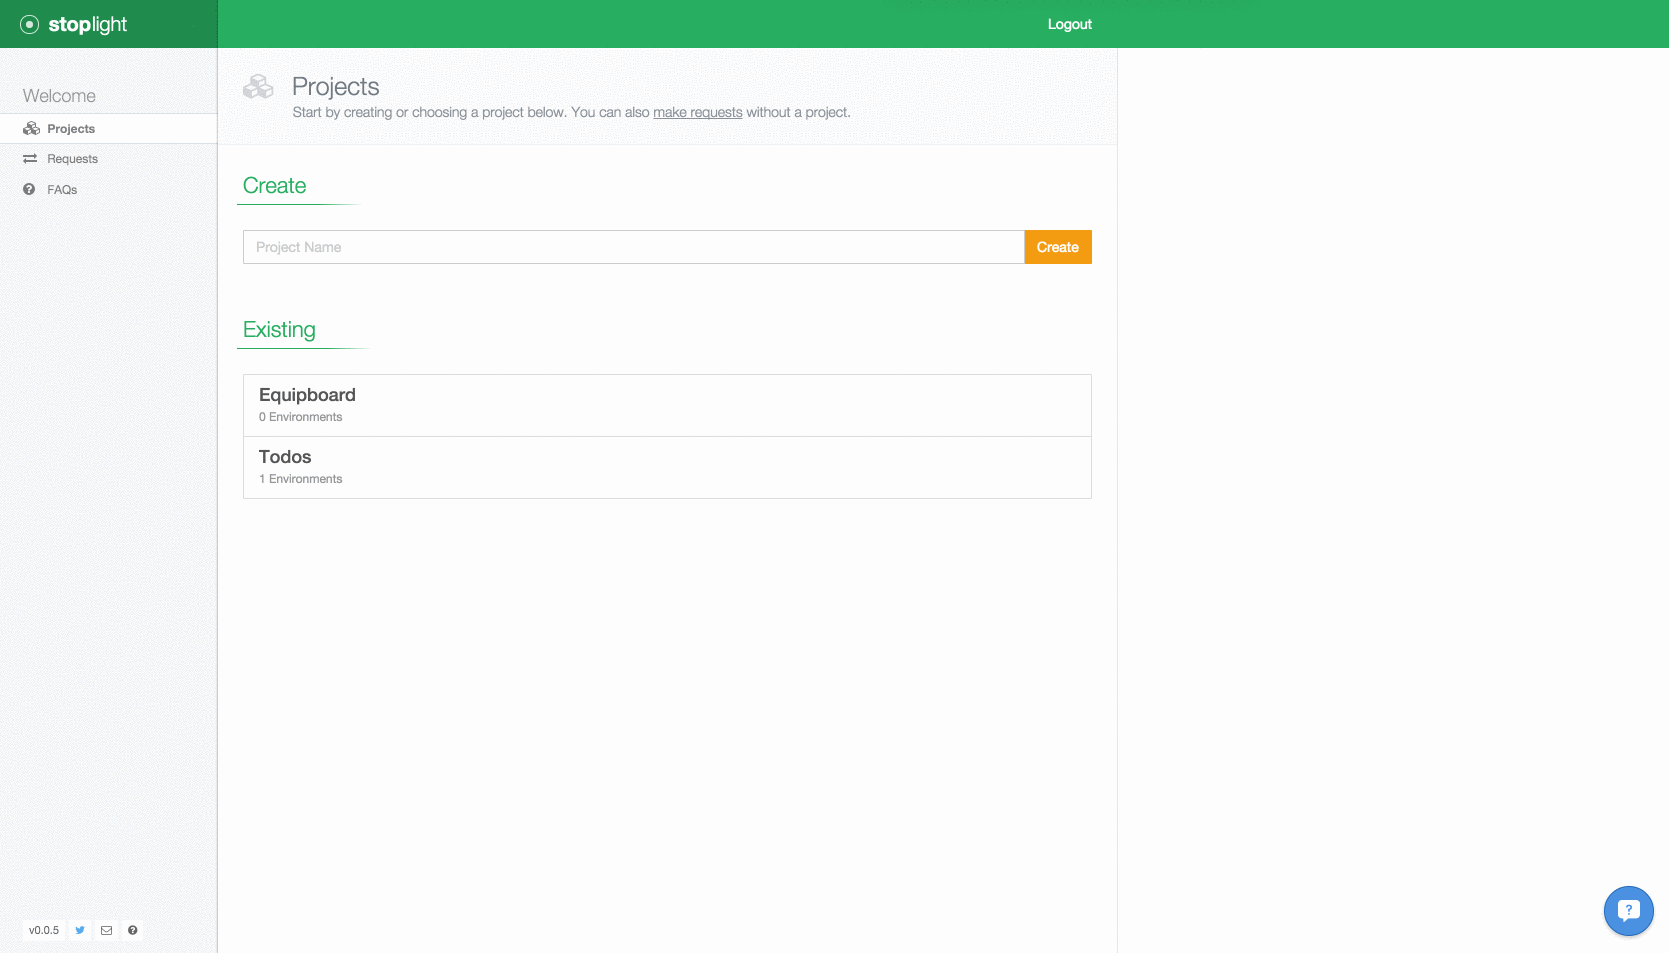 stoplight
Logout
Welcome
Projects
Requests
FAQs
Projects
Start by creating or choosing a project below. You can also make requests without a project.
Create
Project Name
Create
Existing
Equipboard
0 Environments
Todos
1 Environments
v0.0.5